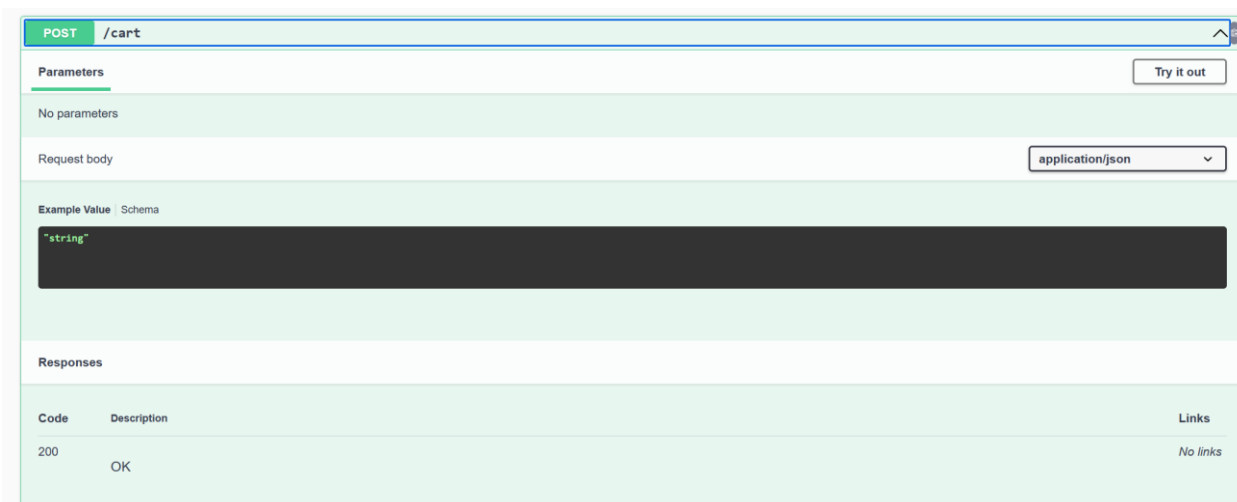 POST /cart
Parameters Try it out
No parameters
Request body application/json
Example Value Schema
"string"
Responses
Code Description Links
200 OK No links